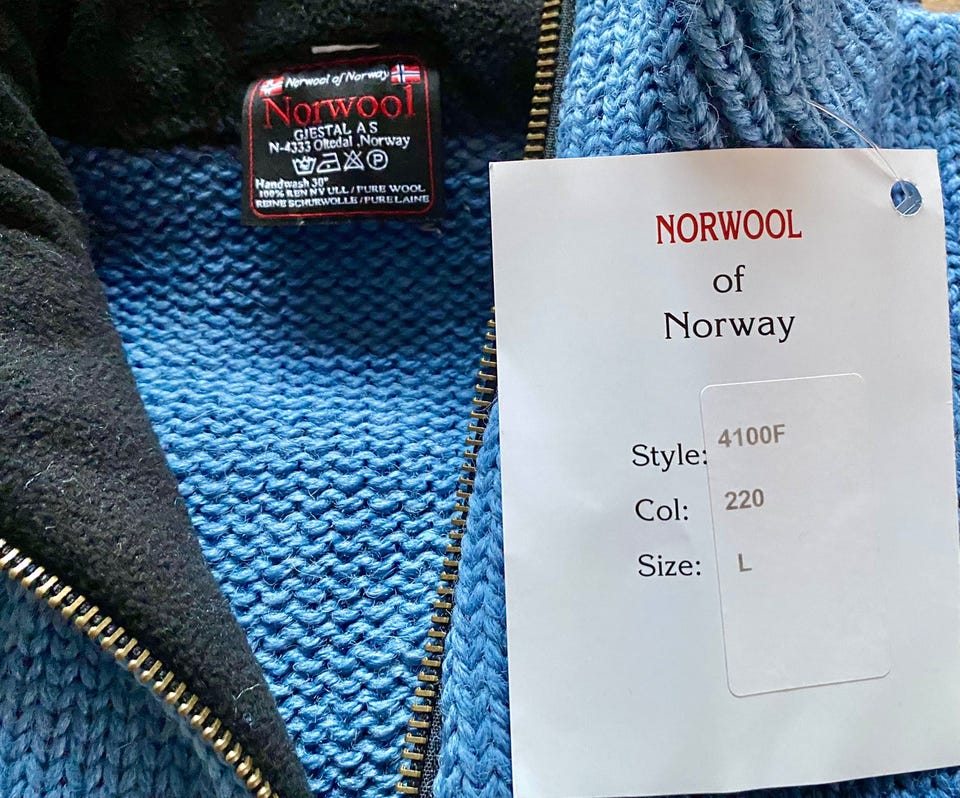 Norwool of Norway
Norwool
GJESTAL A S
N-4333 Oltedal ,Norway
P
Handwash 30°
100% REN NY ULL / PURE WOOL
REINE SCHURWOLLE / PURE LAINE
NORWOOL
of
Norway
Style: 4100F
Col: 220
Size: L